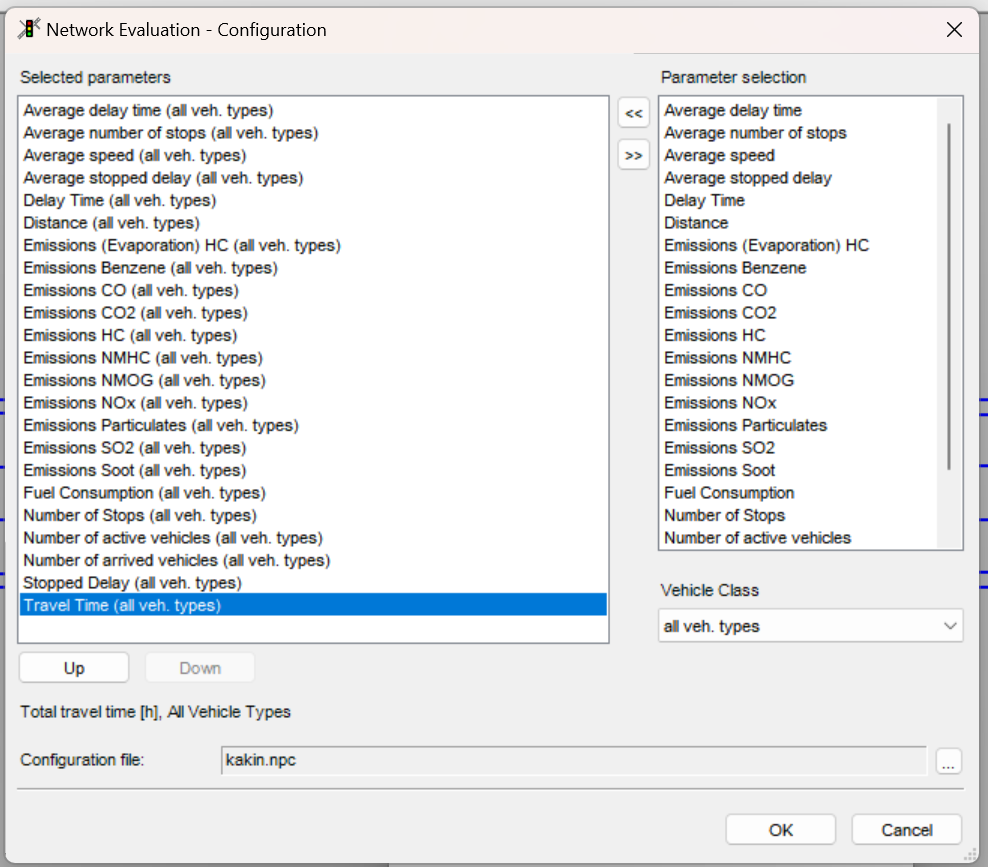 Network Evaluation - Configuration
Selected parameters
Average delay time (all veh. types)
Average number of stops (all veh. types)
Average speed (all veh. types)
Average stopped delay (all veh. types)
Delay Time (all veh. types)
Distance (all veh. types)
Emissions (Evaporation) HC (all veh. types)
Emissions Benzene (all veh. types)
Emissions CO (all veh. types)
Emissions CO2 (all veh. types)
Emissions HC (all veh. types)
Emissions NMHC (all veh. types)
Emissions NMOG (all veh. types)
Emissions NOx (all veh. types)
Emissions Particulates (all veh. types)
Emissions SO2 (all veh. types)
Emissions Soot (all veh. types)
Fuel Consumption (all veh. types)
Number of Stops (all veh. types)
Number of active vehicles (all veh. types)
Number of arrived vehicles (all veh. types)
Stopped Delay (all veh. types)
Travel Time (all veh. types)
<<
>>
Parameter selection
Average delay time
Average number of stops
Average speed
Average stopped delay
Delay Time
Distance
Emissions (Evaporation) HC
Emissions Benzene
Emissions CO
Emissions CO2
Emissions HC
Emissions NMHC
Emissions NMOG
Emissions NOx
Emissions Particulates
Emissions SO2
Emissions Soot
Fuel Consumption
Number of Stops
Number of active vehicles
Vehicle Class
all veh. types
Up
Down
Total travel time [h], All Vehicle Types
Configuration file:
kakin.npc
...
OK
Cancel